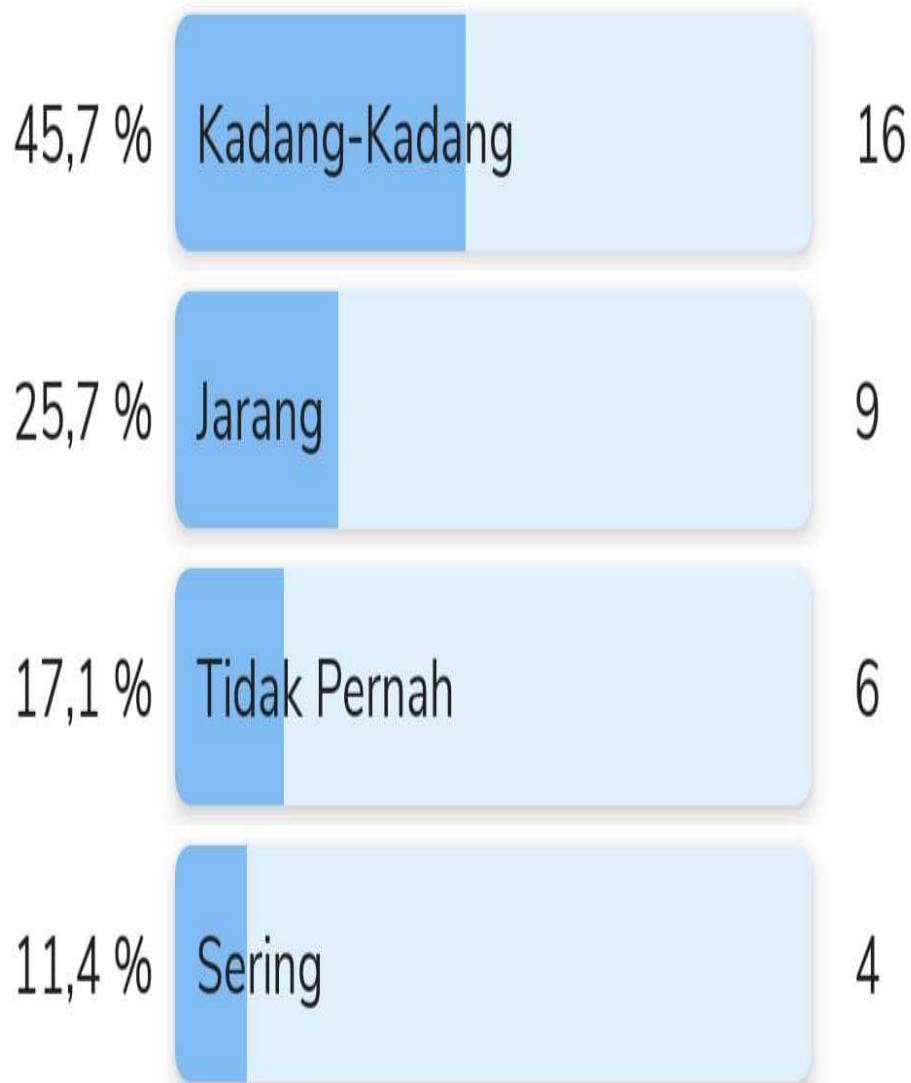 45,7 % Kadang-Kadang 16
25,7 % Jarang 9
17,1 % Tidak Pernah 6
11,4 % Sering 4